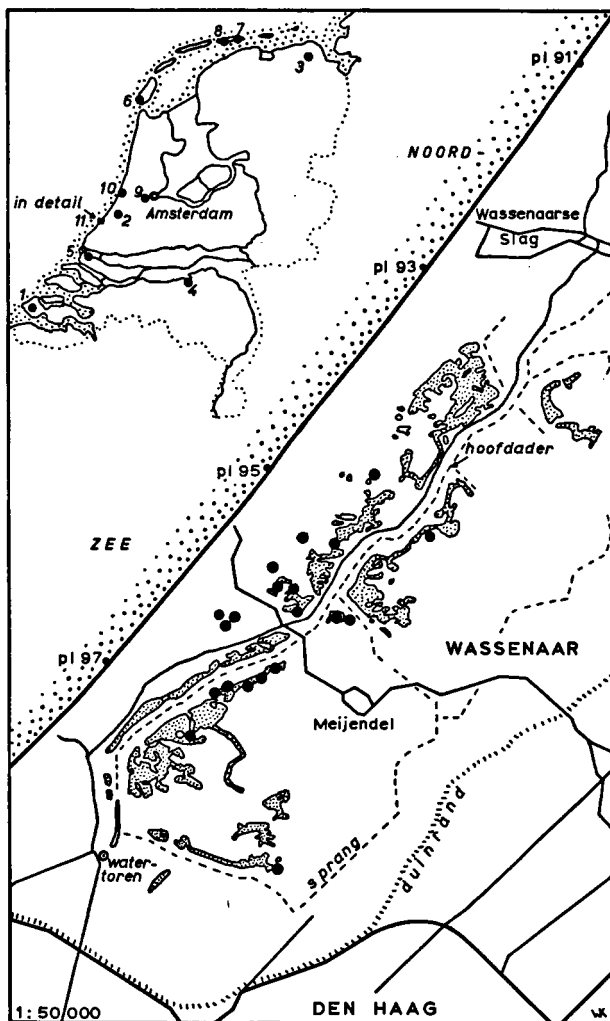 8 7
3
pl 91
6
NOORD-
10 9
in detail
Amsterdam
11 2
Wassenaarse
Slag
5
pl 93
4
1
hoofdader
pl 95
ZEE
WASSENAAR
pl 97
Meijendel
sprang
duinrand
water-
toren
1:50,000
DEN HAAG
WK